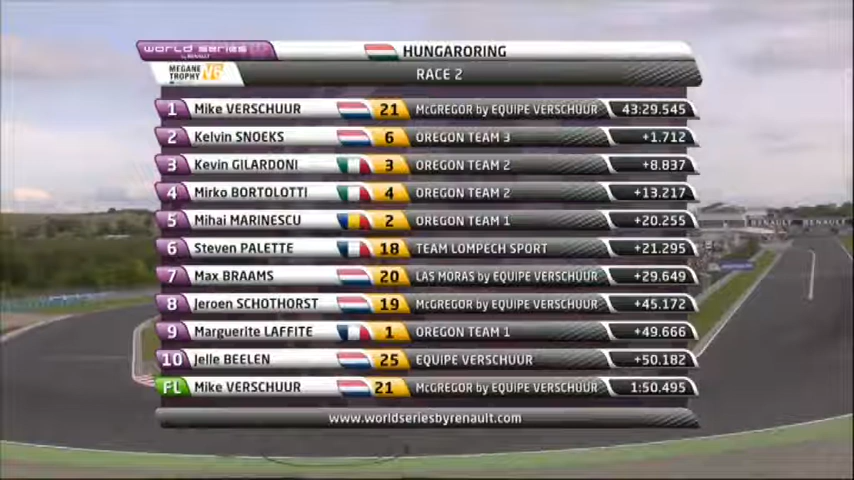 world series by RENAULT HUNGARORING
MEGANE TROPHY V6 RACE 2
1 Mike VERSCHUUR 21 McGREGOR by EQUIPE VERSCHUUR 43:29.545
2 Kelvin SNOEKS 6 OREGON TEAM 3 +1.712
3 Kevin GILARDONI 3 OREGON TEAM 2 +8.837
4 Mirko BORTOLOTTI 4 OREGON TEAM 2 +13.217
5 Mihai MARINESCU 2 OREGON TEAM 1 +20.255
6 Steven PALETTE 18 TEAM LOMPECH SPORT +21.295
7 Max BRAAMS 20 LAS MORAS by EQUIPE VERSCHUUR +29.649
8 Jeroen SCHOTHORST 19 McGREGOR by EQUIPE VERSCHUUR +45.172
9 Marguerite LAFFITE 1 OREGON TEAM 1 +49.666
10 Jelle BEELEN 25 EQUIPE VERSCHUUR +50.182
FL Mike VERSCHUUR 21 McGREGOR by EQUIPE VERSCHUUR 1:50.495
www.worldseriesbyrenault.com
RENAULT RENAULT